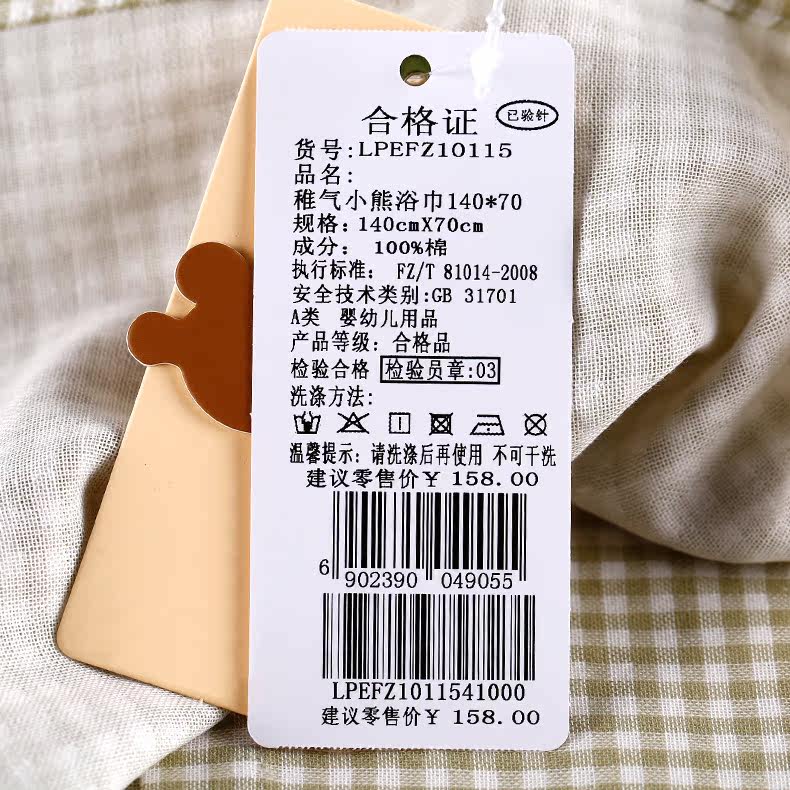 合格证
已验针
货号:LPEFZ10115
品名:
稚气小熊浴巾140*70
规格: 140cmX70cm
成分: 100%棉
执行标准: FZ/T 81014-2008
安全技术类别:GB 31701
A类 婴幼儿用品
产品等级: 合格品
检验合格 检验员章:03
洗涤方法:
温馨提示: 请洗涤后再使用 不可干洗
建议零售价¥ 158.00
6 902390 049055
LPEFZ1011541000
建议零售价¥ 158.00